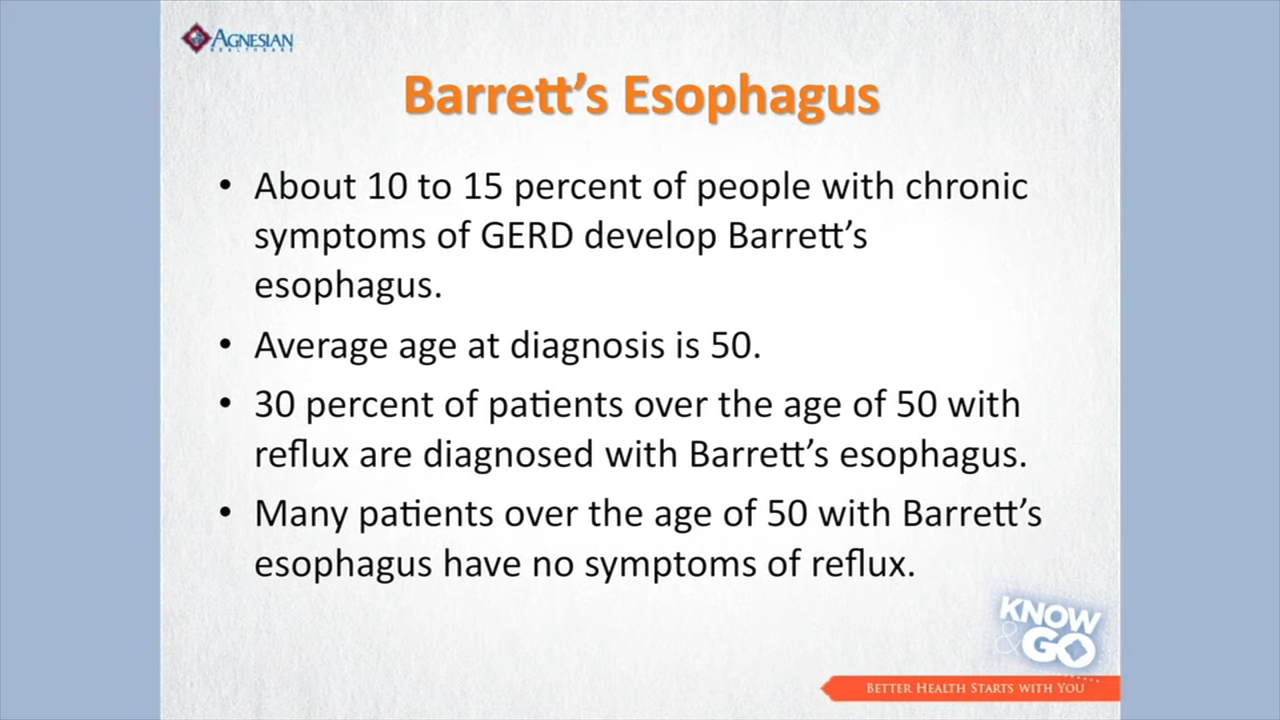 AGNESIAN
HEALTHCARE
Barrett's Esophagus
• About 10 to 15 percent of people with chronic
symptoms of GERD develop Barrett's
esophagus.
• Average age at diagnosis is 50.
• 30 percent of patients over the age of 50 with
reflux are diagnosed with Barrett's esophagus.
• Many patients over the age of 50 with Barrett's
esophagus have no symptoms of reflux.
KNOW
& GO
BETTER HEALTH STARTS WITH YOU